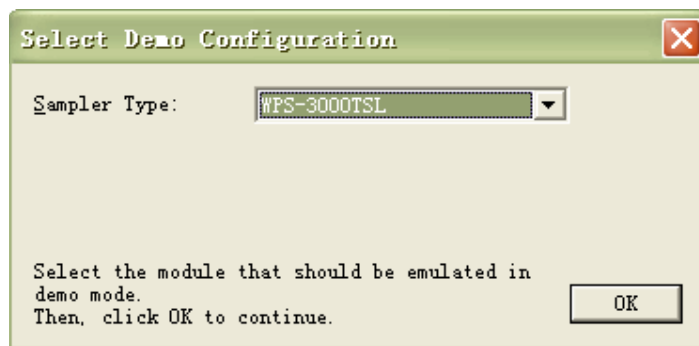 Select Demo Configuration
Sampler Type:
WPS-3000TSL
Select the module that should be emulated in
demo mode.
Then, click OK to continue.
OK